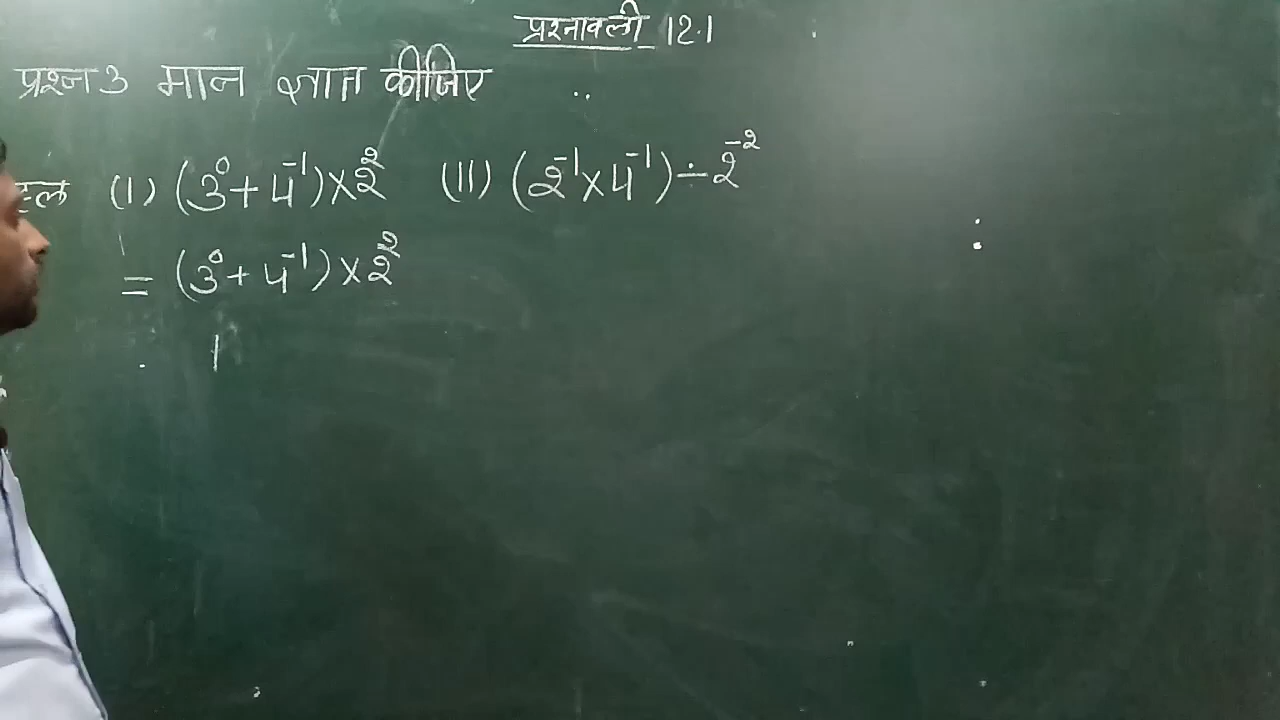 प्रश्नावली 12.1
प्रश्न 3 मान ज्ञात कीजिए
हल (I) (3⁰+4⁻¹)×2² (II) (2⁻¹×4⁻¹)÷2⁻²
= (3⁰+4⁻¹)×2²
1